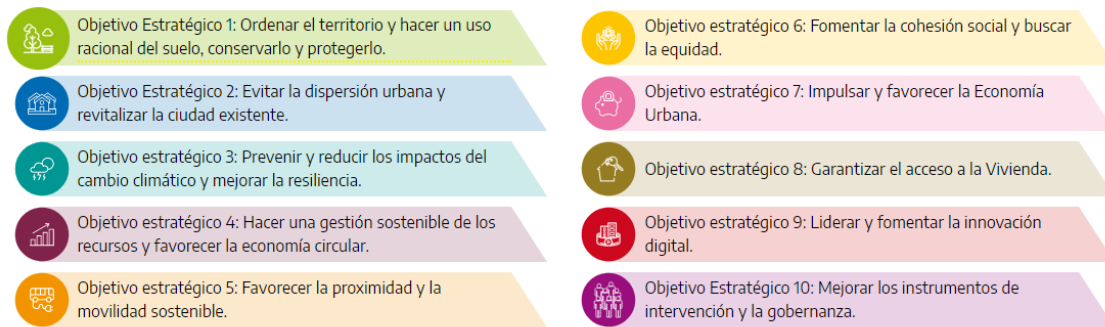 Objetivo Estratégico 1: Ordenar el territorio y hacer un uso
racional del suelo, conservarlo y protegerlo.
Objetivo Estratégico 2: Evitar la dispersión urbana y
revitalizar la ciudad existente.
Objetivo estratégico 3: Prevenir y reducir los impactos del
cambio climático y mejorar la resiliencia.
Objetivo estratégico 4: Hacer una gestión sostenible de los
recursos y favorecer la economía circular.
Objetivo estratégico 5: Favorecer la proximidad y la
movilidad sostenible.
Objetivo estratégico 6: Fomentar la cohesión social y buscar
la equidad.
Objetivo estratégico 7: Impulsar y favorecer la Economía
Urbana.
Objetivo estratégico 8: Garantizar el acceso a la Vivienda.
Objetivo estratégico 9: Liderar y fomentar la innovación
digital.
Objetivo Estratégico 10: Mejorar los instrumentos de
intervención y la gobernanza.